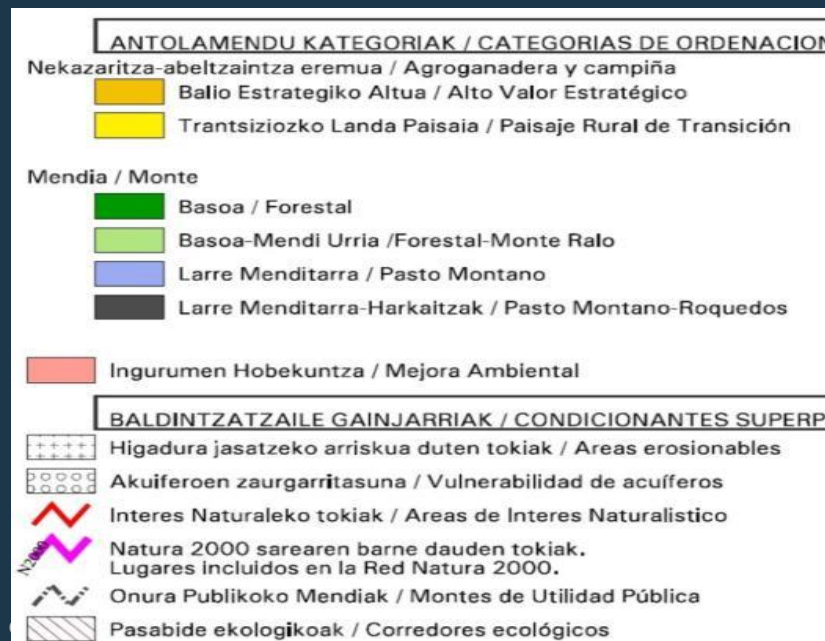 ANTOLAMENDU KATEGORIAK / CATEGORIAS DE ORDENACION
Nekazaritza-abeltzaintza eremua / Agroganadera y campiña
Balio Estrategiko Altua / Alto Valor Estratégico
Trantsiziozko Landa Paisaia / Paisaje Rural de Transición
Mendia / Monte
Basoa / Forestal
Basoa-Mendi Urria /Forestal-Monte Ralo
Larre Menditarra / Pasto Montano
Larre Menditarra-Harkaitzak / Pasto Montano-Roquedos
Ingurumen Hobekuntza / Mejora Ambiental
BALDINTZATZAILE GAINJARRIAK / CONDICIONANTES SUPERP
Higadura jasatzeko arriskua duten tokiak / Areas erosionables
Akuiferoen zaurgarritasuna / Vulnerabilidad de acuíferos
Interes Naturaleko tokiak / Areas de Interes Naturalistico
N2000
Natura 2000 sarearen barne dauden tokiak.
Lugares incluidos en la Red Natura 2000.
Onura Publikoko Mendiak / Montes de Utilidad Pública
Pasabide ekologikoak / Corredores ecológicos